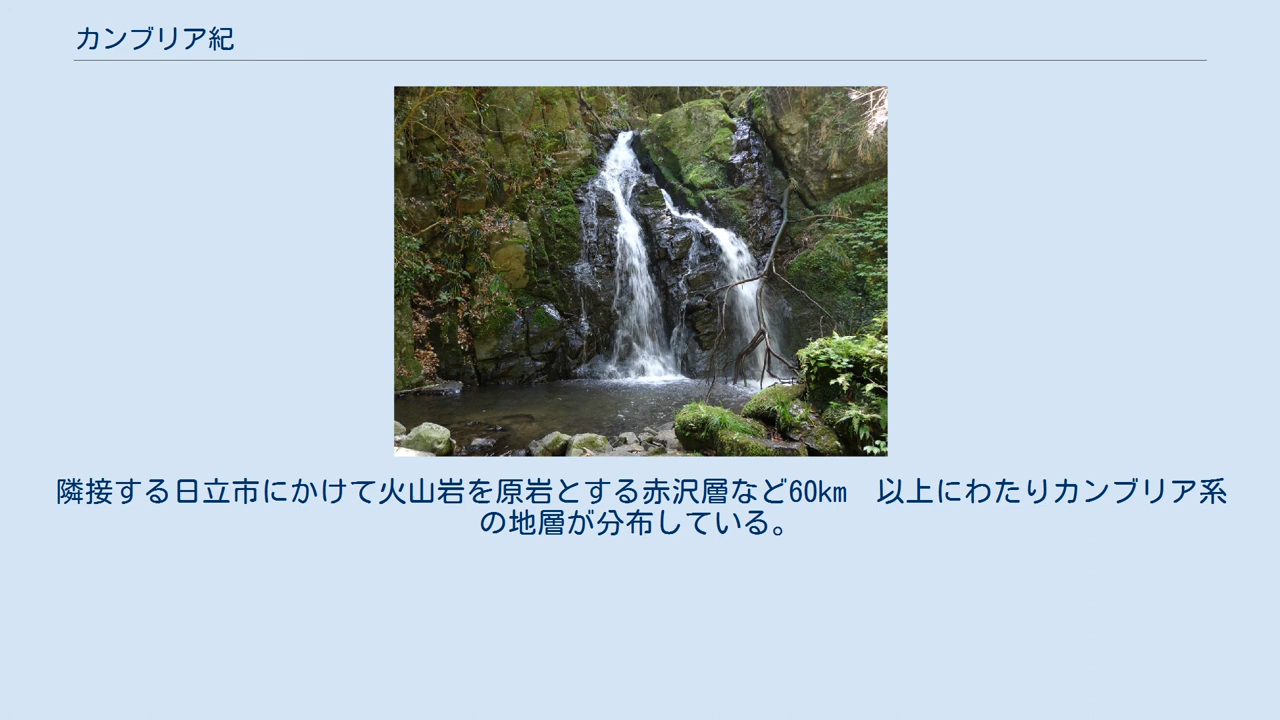 カンブリア紀
隣接する日立市にかけて火山岩を原岩とする赤沢層など60km　以上にわたりカンブリア系
の地層が分布している。